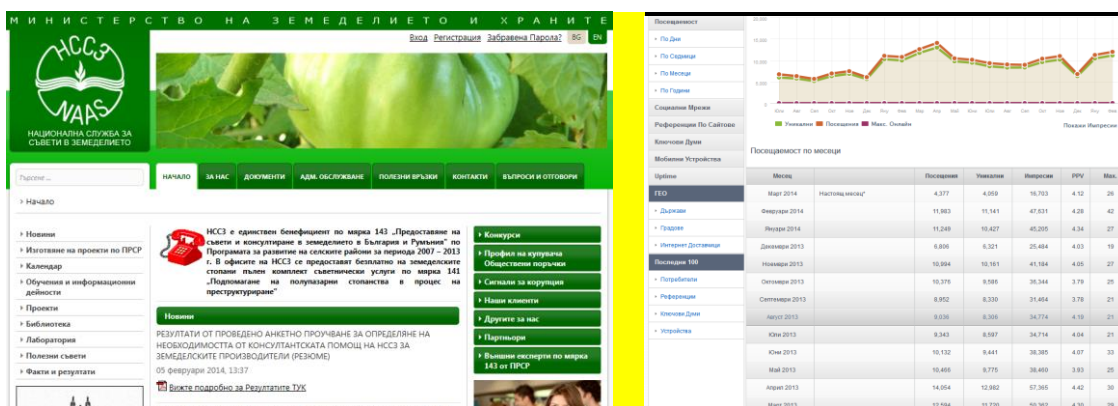 МИНИСТЕРСТВО НА ЗЕМЕДЕЛИЕТО И ХРАНИТЕ
Вход Регистрация Забравена Парола? BG EN
НССЗ
NAAS
НАЦИОНАЛНА СЛУЖБА ЗА
СЪВЕТИ В ЗЕМЕДЕЛИЕТО
Търсене ...
НАЧАЛО ЗА НАС ДОКУМЕНТИ АДМ. ОБСЛУЖВАНЕ ПОЛЕЗНИ ВРЪЗКИ КОНТАКТИ ВЪПРОСИ И ОТГОВОРИ
Начало
Новини
Изготвяне на проекти по ПРСР
Календар
Обучения и информационни
дейности
Проекти
Библиотека
Лаборатория
Полезни съвети
Факти и резултати
НССЗ е единствен бенефициент по мярка 143 „Предоставяне на
съвети и консултиране в земеделието в България и Румъния" по
Програмата за развитие на селските райони за периода 2007 – 2013
г. В офисите на НССЗ се предоставят безплатно на земеделските
стопани пълен комплект съветнически услуги по мярка 141
„Подпомагане на полупазарни стопанства в процес на
преструктуриране"
Новини
РЕЗУЛТАТИ ОТ ПРОВЕДЕНО АНКЕТНО ПРОУЧВАНЕ ЗА ОПРЕДЕЛЯНЕ НА
НЕОБХОДИМОСТТА ОТ КОНСУЛТАНТСКАТА ПОМОЩ НА НССЗ ЗА
ЗЕМЕДЕЛСКИТЕ ПРОИЗВОДИТЕЛИ (РЕЗЮМЕ)
05 февруари 2014, 13:37
Вижте подробно за Резултатите ТУК
Конкурси
Профил на купувача
Обществени поръчки
Сигнали за корупция
Наши клиенти
Другите за нас
Партньори
Външни експерти по мярка
143 от ПРСР
Посещаемост
По Дни
По Седмици
По Месеци
По Години
Социални Мрежи
Референции По Сайтове
Ключови Думи
Мобилни Устройства
Uptime
ГЕО
Държави
Градове
Интернет Доставчици
Последни 100
Потребители
Референции
Ключови Думи
Устройства
20,000
15,000
10,000
5,000
0
Уникални Посещения Макс. Онлайн
Покажи Импресии
Посещаемост по месеци
Месец Посещения Уникални Импресии PPV Max.
Март 2014 Настоящ месец* 4,377 4,059 16,703 4.12 26
Февруари 2014 11,983 11,141 47,631 4.28 42
Януари 2014 11,249 10,427 45,205 4.34 27
Декември 2013 6,806 6,321 25,484 4.03 19
Ноември 2013 10,994 10,161 41,184 4.05 27
Октомври 2013 10,376 9,586 36,344 3.79 25
Септември 2013 8,952 8,330 31,464 3.78 21
Август 2013 9,036 8,306 34,774 4.19 21
Юли 2013 9,343 8,597 34,714 4.04 21
Юни 2013 10,132 9,441 38,385 4.07 33
Май 2013 10,466 9,775 38,460 3.93 25
Април 2013 14,054 12,982 57,365 4.42 30